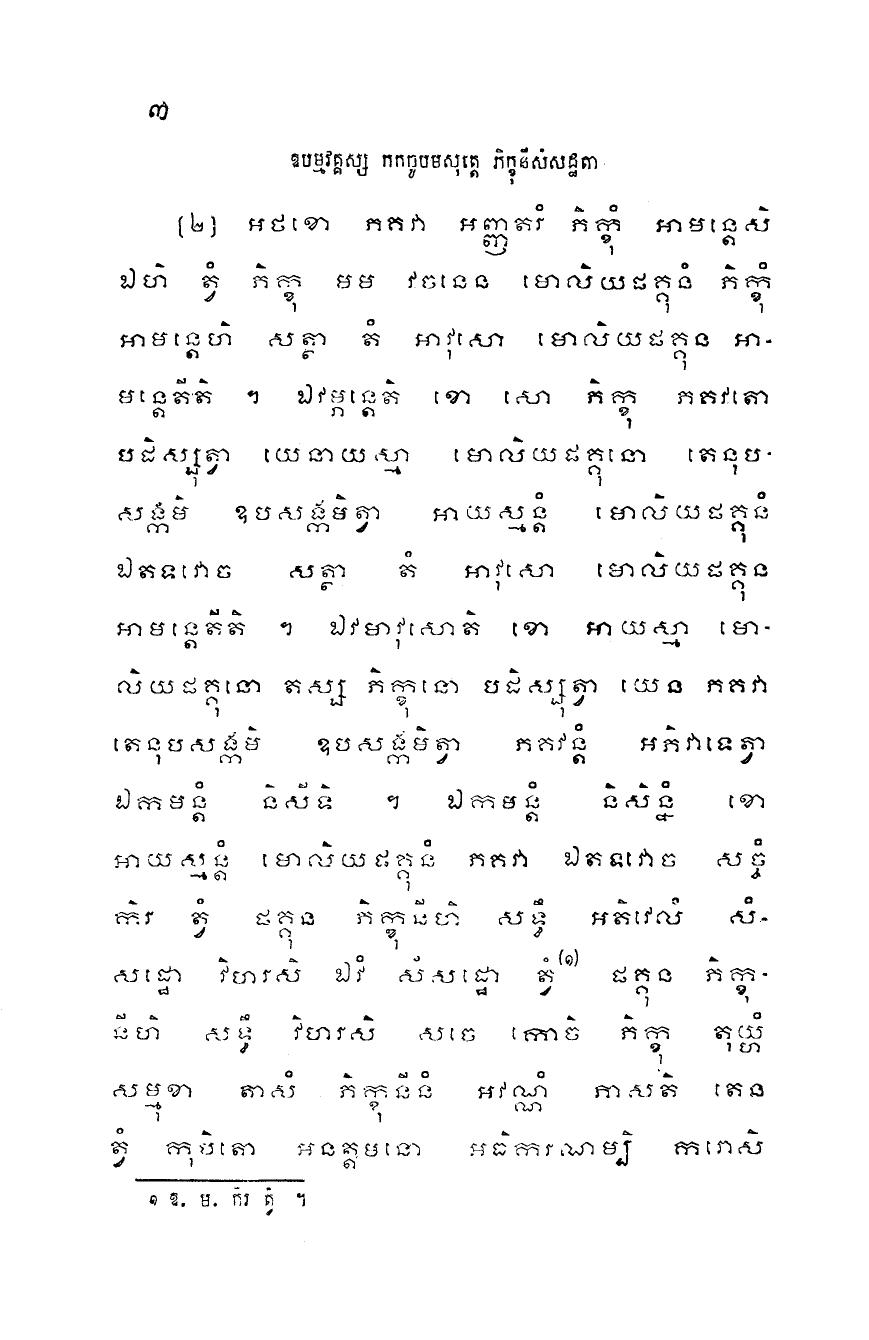 ៣
ឱបម្មវគ្គស្ស កកចូបមសុត្តេ ភិក្ខុនីសំសដ្ឋតា
[២] អថខោ ភគវា អញ្ញតរំ ភិក្ខុំ អាមន្តេសិ
ឯហិ ត្វំ ភិក្ខុ មម វចនេន មោលិយផគ្គុនំ ភិក្ខុំ
អាមន្តេហិ សត្ថា តំ អាវុសោ មោលិយផគ្គុន អា-
មន្តេតីតិ ។ ឯវម្ភន្តេតិ ខោ សោ ភិក្ខុ ភគវតោ
បដិស្សុត្វា យេនាយស្មា មោលិយផគ្គុនោ តេនុប-
សង្កមិ ឧបសង្កមិត្វា អាយស្មន្តំ មោលិយផគ្គុនំ
ឯតទវោច សត្ថា តំ អាវុសោ មោលិយផគ្គុន
អាមន្តេតីតិ ។ ឯវមាវុសោតិ ខោ អាយស្មា មោ-
លិយផគ្គុនោ តស្ស ភិក្ខុនោ បដិស្សុត្វា យេន ភគវា
តេនុបសង្កមិ ឧបសង្កមិត្វា ភគវន្តំ អភិវាទេត្វា
ឯកមន្តំ និសីទិ ។ ឯកមន្តំ និសិន្នំ ខោ
អាយស្មន្តំ មោលិយផគ្គុនំ ភគវា ឯតទវោច សច្ចំ
កិរ ត្វំ ផគ្គុន ភិក្ខុនីហិ សទ្ធឹ អតិវេលំ សំ-
សដ្ឋោ វិហរសិ ឯវំ សំសដ្ឋោ ត្វំ(១) ផគ្គុន ភិក្ខុ-
នីហិ សទ្ធឹ វិហរសិ សចេ កោចិ ភិក្ខុ តុយ្ហំ
សម្មុខា តាសំ ភិក្ខុនីនំ អវណ្ណំ ភាសតិ តេន
ត្វំ កុបិតោ អនត្តមនោ អធិករណម្បិ ករោសិ
១ ឱ. ម. កិរ ត្វំ ។